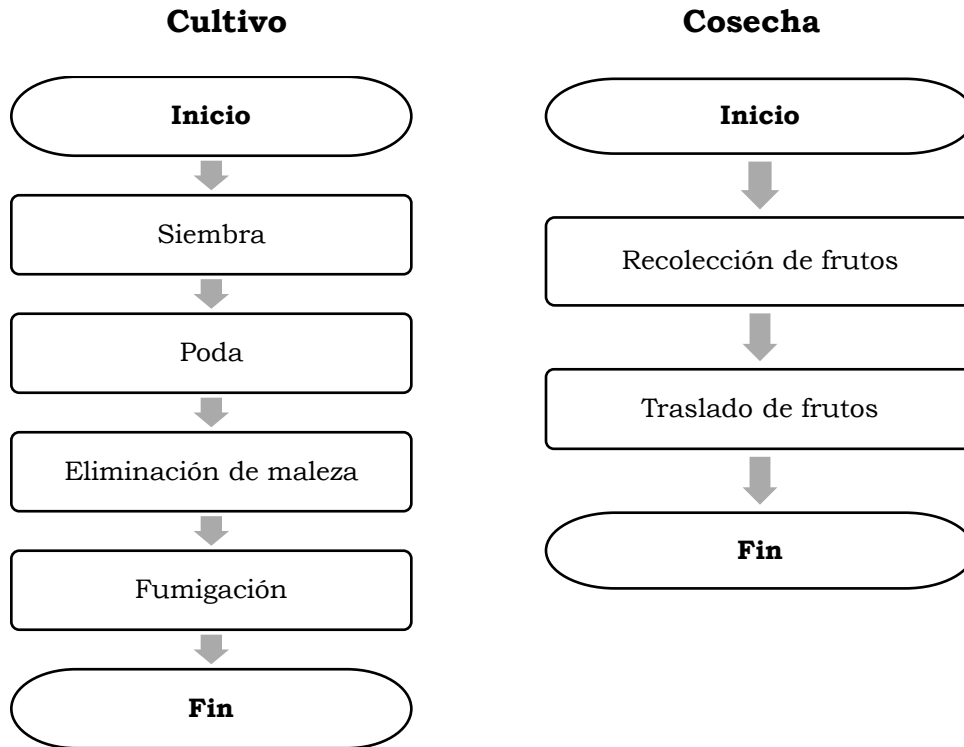 Cultivo
Inicio
Siembra
Poda
Eliminación de maleza
Fumigación
Fin
Cosecha
Inicio
Recolección de frutos
Traslado de frutos
Fin